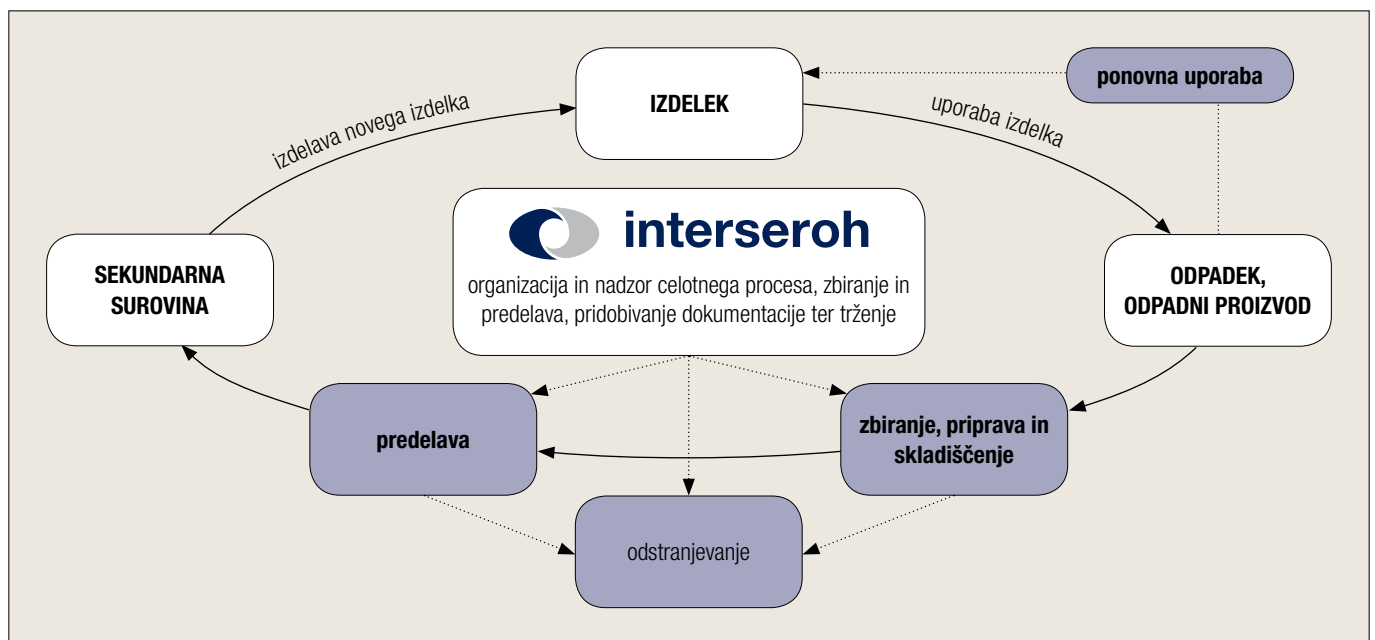 IZDELEK
ponovna uporaba
izdelava novega izdelka
uporaba izdelka
interseroh
organizacija in nadzor celotnega procesa, zbiranje in
predelava, pridobivanje dokumentacije ter trženje
SEKUNDARNA
SUROVINA
ODPADEK,
ODPADNI PROIZVOD
predelava
zbiranje, priprava in
skladiščenje
odstranjevanje